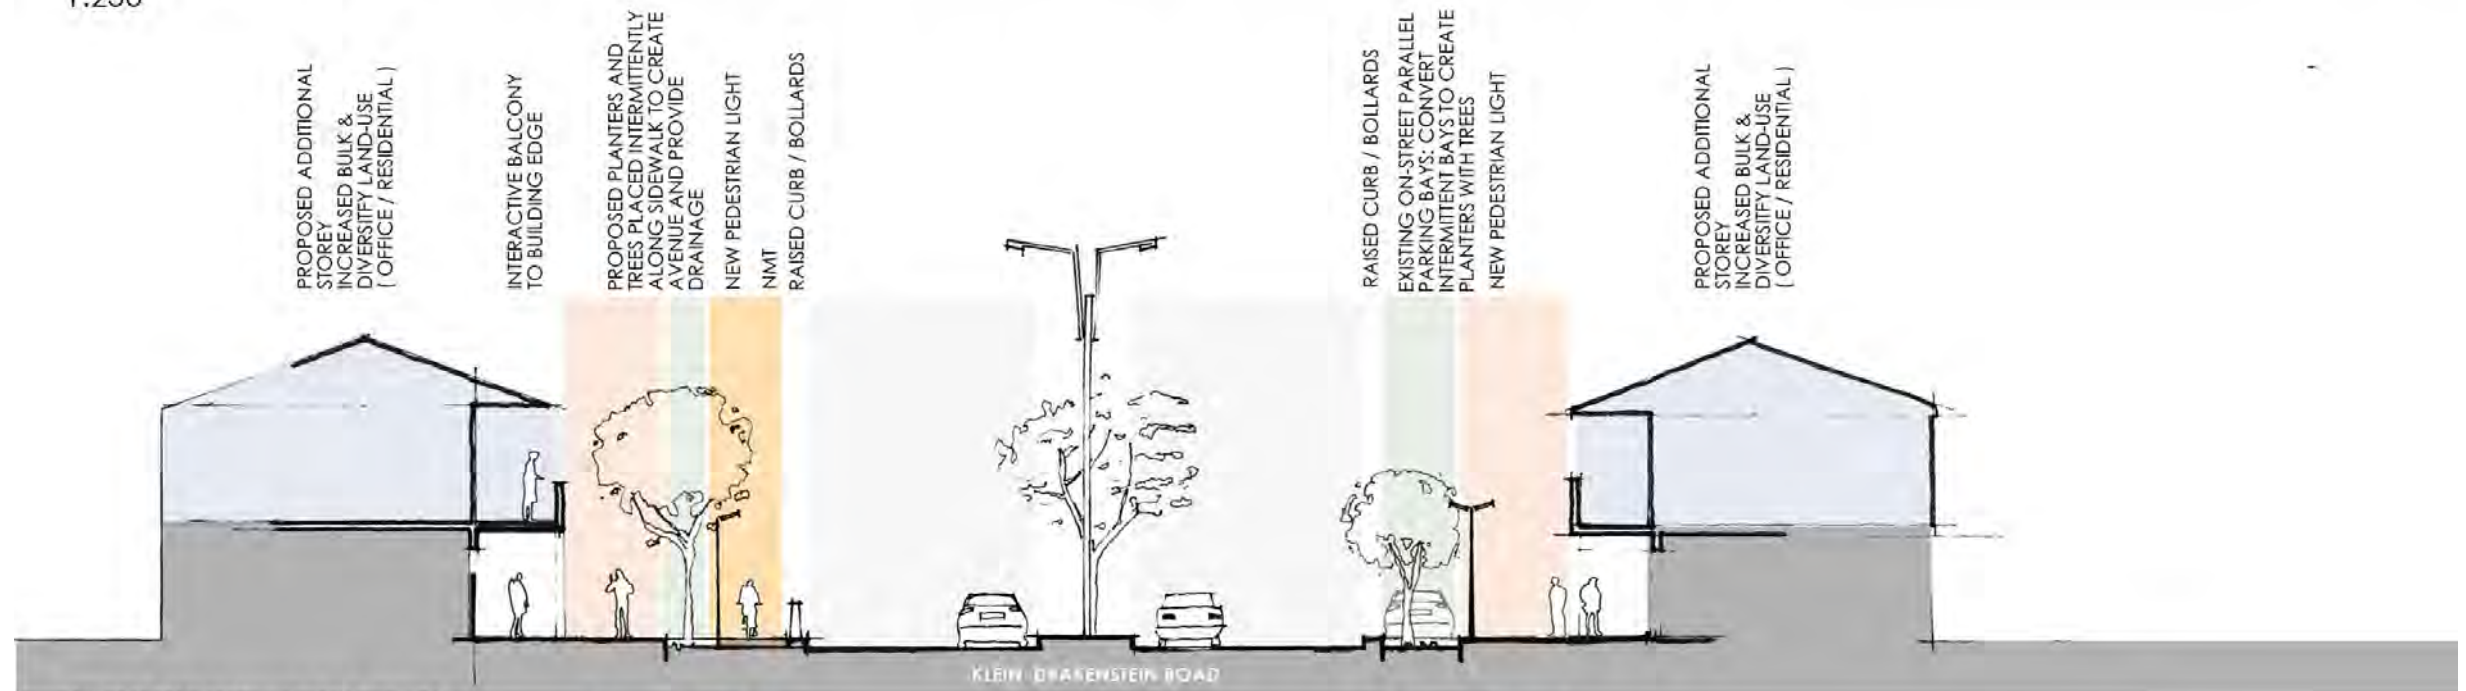 PROPOSED ADDITIONAL
STOREY
INCREASED BULK &
DIVERSITFY LAND-USE
( OFFICE / RESIDENTIAL )
INTERACTIVE BALCONY
TO BUILDING EDGE
PROPOSED PLANTERS AND
TREES PLACED INTERMITTENTLY
ALONG SIDEWALK TO CREATE
AVENUE AND PROVIDE
DRAINAGE
NEW PEDESTRIAN LIGHT
NMT
RAISED CURB / BOLLARDS
RAISED CURB / BOLLARDS
EXISTING ON-STREET PARALLEL
PARKING BAYS: CONVERT
INTERMITTENT BAYS TO CREATE
PLANTERS WITH TREES
NEW PEDESTRIAN LIGHT
PROPOSED ADDITIONAL
STOREY
INCREASED BULK &
DIVERSITFY LAND-USE
( OFFICE / RESIDENTIAL )
KLEIN DRAKENSTEIN ROAD